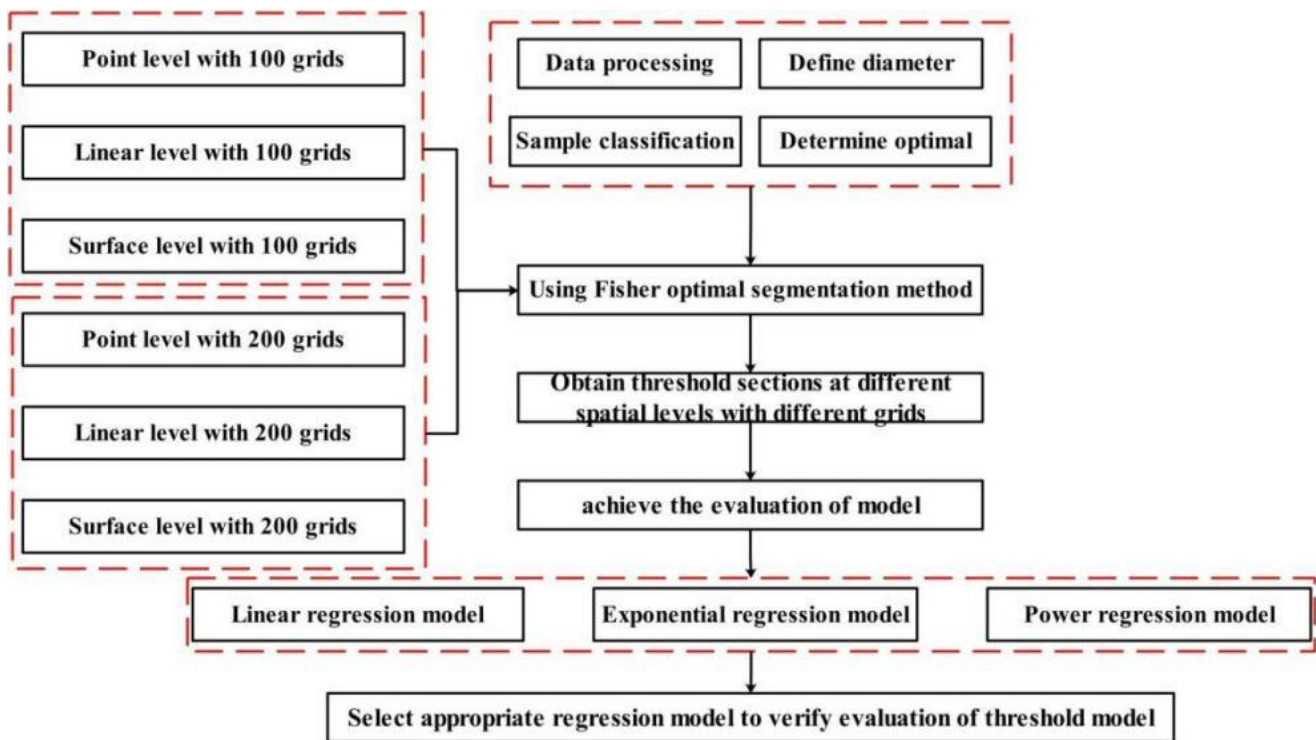 Point level with 100 grids
Linear level with 100 grids
Surface level with 100 grids
Point level with 200 grids
Linear level with 200 grids
Surface level with 200 grids
Data processing
Define diameter
Sample classification
Determine optimal
Using Fisher optimal segmentation method
Obtain threshold sections at different
spatial levels with different grids
achieve the evaluation of model
Linear regression model
Exponential regression model
Power regression model
Select appropriate regression model to verify evaluation of threshold model